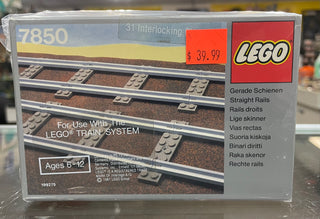 7850
31 Interlocking
$ 39.99
LEGO
Gerade Schienen
Straight Rails
Rails droits
Lige skinner
Vias rectas
Suoria kiskoja
Binari diritti
Raka skenor
Rechte rails
For Use With The
LEGO® TRAIN SYSTEM
Ages 6-12
199275